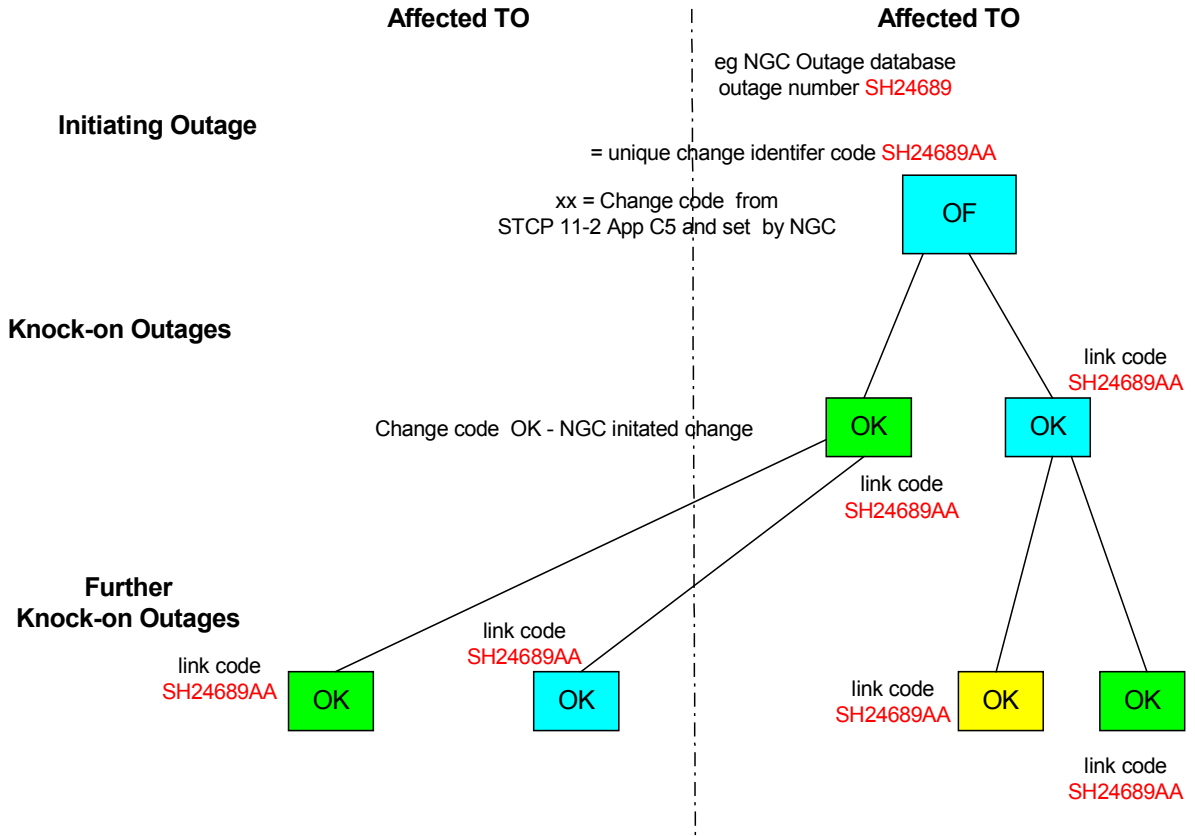 Affected TO
Affected TO
eg NGC Outage database
outage number SH24689
Initiating Outage
= unique change identifer code SH24689AA
xx = Change code from
STCP 11-2 App C5 and set by NGC
OF
Knock-on Outages
link code
SH24689AA
Change code OK - NGC initated change
OK
OK
link code
SH24689AA
Further
Knock-on Outages
link code
SH24689AA
OK
link code
SH24689AA
OK
link code
SH24689AA
OK
OK
link code
SH24689AA